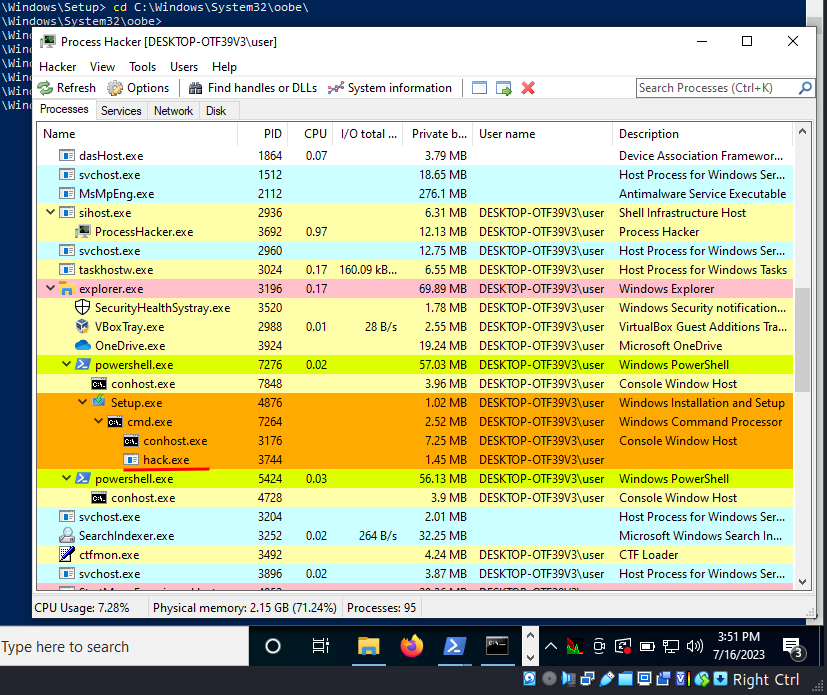 \Windows\Setup> cd C:\Windows\System32\oobe\
\Windows\System32\oobe>
Process Hacker [DESKTOP-OTF39V3\user]
Hacker View Tools Users Help
Refresh Options Find handles or DLLs System information Search Processes (Ctrl+K)
Processes Services Network Disk
Name PID CPU I/O total ... Private b... User name Description
dasHost.exe 1864 0.07 3.79 MB Device Association Framewor...
svchost.exe 1512 18.65 MB Host Process for Windows Ser...
MsMpEng.exe 2112 276.1 MB Antimalware Service Executable
sihost.exe 2936 6.31 MB DESKTOP-OTF39V3\user Shell Infrastructure Host
ProcessHacker.exe 3692 0.97 12.13 MB DESKTOP-OTF39V3\user Process Hacker
svchost.exe 2960 12.75 MB DESKTOP-OTF39V3\user Host Process for Windows Ser...
taskhostw.exe 3024 0.17 160.09 kB... 6.55 MB DESKTOP-OTF39V3\user Host Process for Windows Tasks
explorer.exe 3196 0.17 69.89 MB DESKTOP-OTF39V3\user Windows Explorer
SecurityHealthSystray.exe 3520 1.78 MB DESKTOP-OTF39V3\user Windows Security notification...
VBoxTray.exe 2988 0.01 28 B/s 2.55 MB DESKTOP-OTF39V3\user VirtualBox Guest Additions Tra...
OneDrive.exe 3924 19.24 MB DESKTOP-OTF39V3\user Microsoft OneDrive
powershell.exe 7276 0.02 57.03 MB DESKTOP-OTF39V3\user Windows PowerShell
conhost.exe 7848 3.96 MB DESKTOP-OTF39V3\user Console Window Host
Setup.exe 4876 1.02 MB DESKTOP-OTF39V3\user Windows Installation and Setup
cmd.exe 7264 2.52 MB DESKTOP-OTF39V3\user Windows Command Processor
conhost.exe 3176 7.25 MB DESKTOP-OTF39V3\user Console Window Host
hack.exe 3744 1.45 MB DESKTOP-OTF39V3\user
powershell.exe 5424 0.03 56.13 MB DESKTOP-OTF39V3\user Windows PowerShell
conhost.exe 4728 3.9 MB DESKTOP-OTF39V3\user Console Window Host
svchost.exe 3204 2.01 MB Host Process for Windows Ser...
SearchIndexer.exe 3252 0.02 264 B/s 32.25 MB Microsoft Windows Search In...
ctfmon.exe 3492 4.24 MB DESKTOP-OTF39V3\user CTF Loader
svchost.exe 3896 0.02 3.87 MB DESKTOP-OTF39V3\user Host Process for Windows Ser...
CPU Usage: 7.28% Physical memory: 2.15 GB (71.24%) Processes: 95
Type here to search 3:51 PM
7/16/2023 3
Right Ctrl